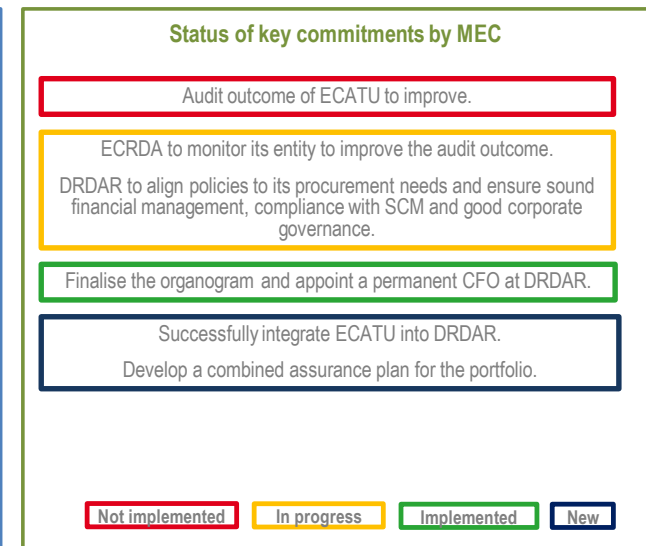 Status of key commitments by MEC
Audit outcome of ECATU to improve.
ECRDA to monitor its entity to improve the audit outcome.
DRDAR to align policies to its procurement needs and ensure sound
financial management, compliance with SCM and good corporate
governance.
Finalise the organogram and appoint a permanent CFO at DRDAR.
Successfully integrate ECATU into DRDAR.
Develop a combined assurance plan for the portfolio.
Not implemented In progress Implemented New